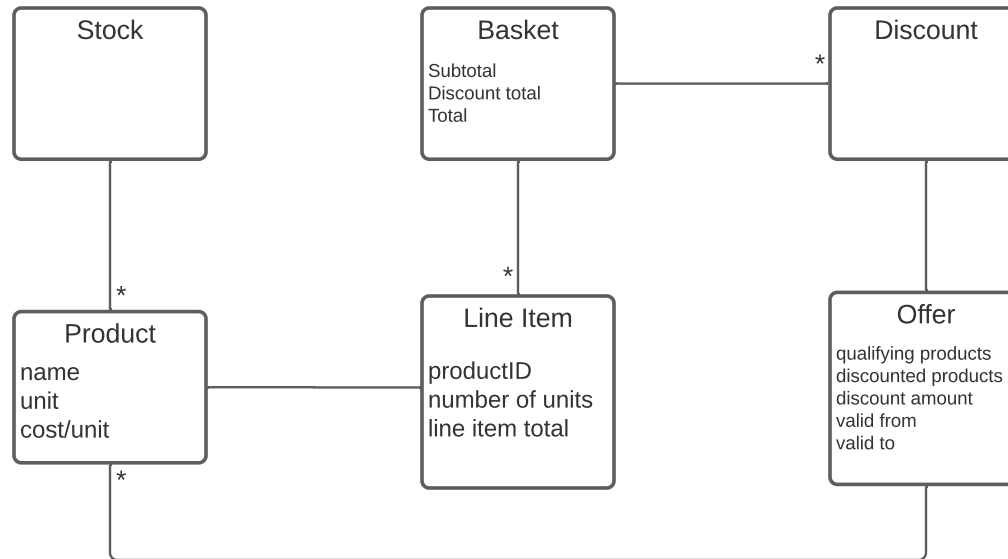 Stock
Basket
Subtotal
Discount total
Total
Discount
*
*
*
Product
name
unit
cost/unit
Line Item
productID
number of units
line item total
Offer
qualifying products
discounted products
discount amount
valid from
valid to
*